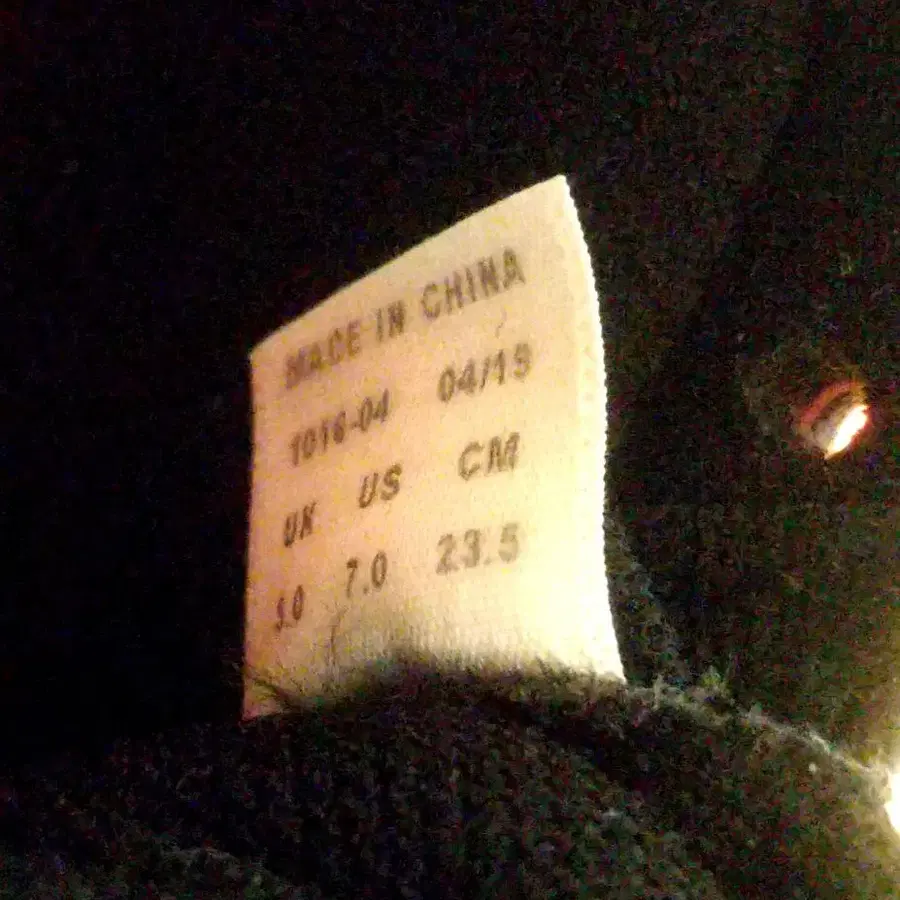 MADE IN CHINA
1016-04 04/19
UK US CM
5.0 7.0 23.5